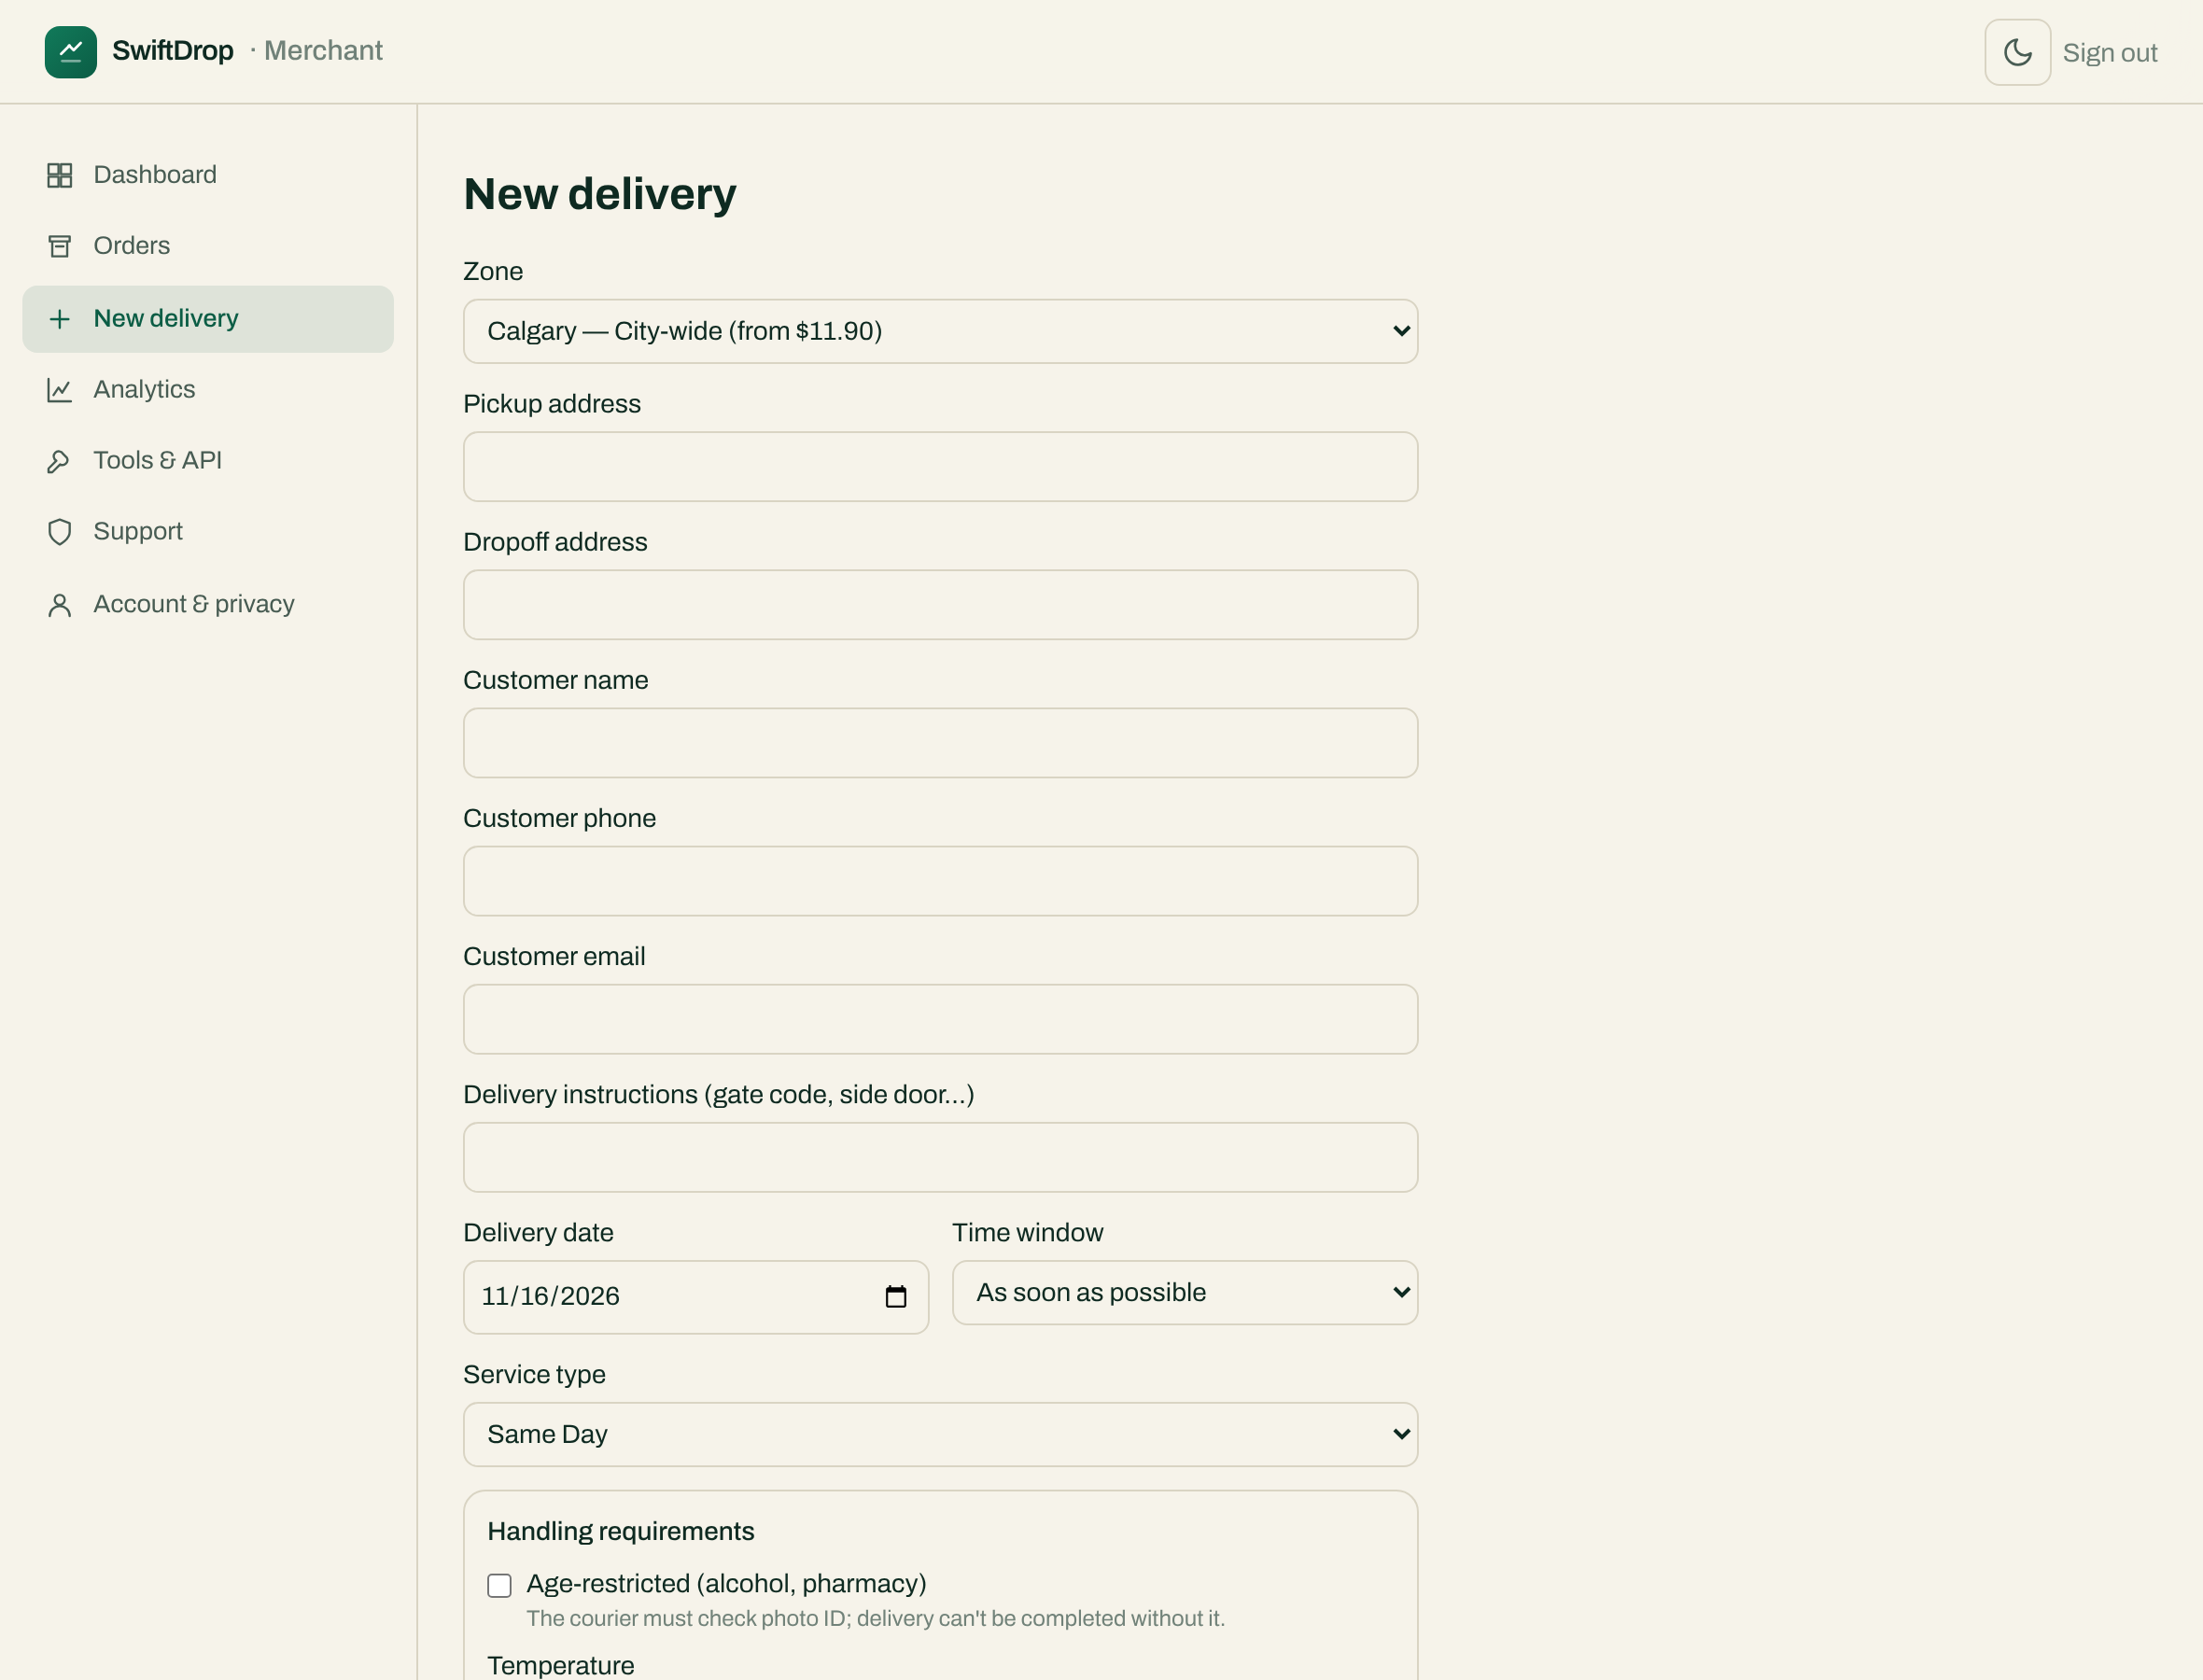 SwiftDrop · Merchant
Sign out
Dashboard
Orders
New delivery
Analytics
Tools & API
Support
Account & privacy
New delivery
Zone
Calgary — City-wide (from $11.90)
Pickup address
Dropoff address
Customer name
Customer phone
Customer email
Delivery instructions (gate code, side door…)
Delivery date
Time window
11/16/2026
As soon as possible
Service type
Same Day
Handling requirements
Age-restricted (alcohol, pharmacy)
The courier must check photo ID; delivery can't be completed without it.
Temperature